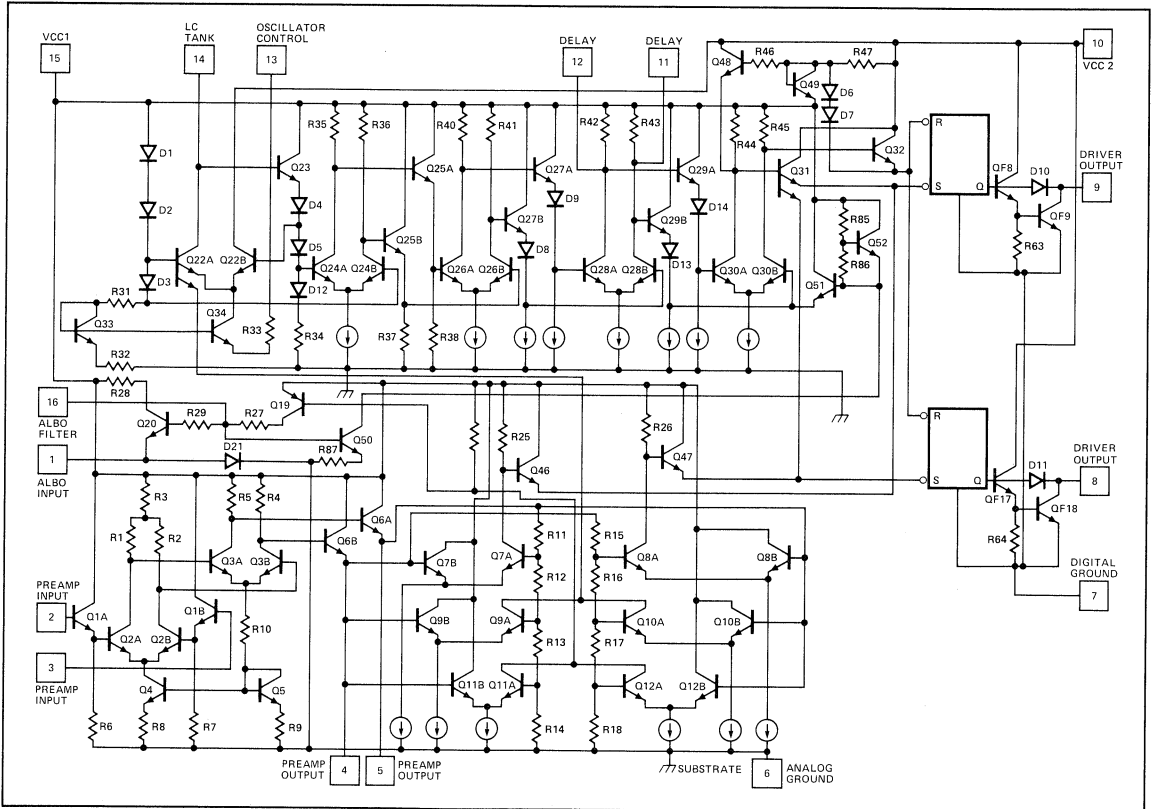 VCC1
15
LC
TANK
14
OSCILLATOR
CONTROL
13
DELAY
12
DELAY
11
10
VCC 2
Q48
R46
R47
Q49
D6
D7
R35
R36
R40
R41
R42
R43
R44
R45
D1
D2
D3
Q23
D4
D5
D12
Q25A
Q25B
Q27A
Q27B
D9
D8
Q29A
Q29B
D14
D13
Q31
Q32
R
S
Q
QF8
D10
QF9
R63
DRIVER
OUTPUT
9
Q22A
Q22B
Q24A
Q24B
Q26A
Q26B
Q28A
Q28B
Q30A
Q30B
R85
Q52
R86
Q51
R31
Q33
Q34
R33
R34
R37
R38
R32
R28
16
ALBO
FILTER
Q20
R29
R27
Q19
Q50
R87
D21
1
ALBO
INPUT
R25
Q46
R26
Q47
R
S
Q
QF17
D11
QF18
R64
DRIVER
OUTPUT
8
R3
R5
R4
R1
R2
Q3A
Q3B
Q6B
Q6A
Q7B
Q7A
R11
R15
R12
R16
Q8A
Q8B
PREAMP
INPUT
2
Q1A
Q2A
Q2B
Q1B
R10
Q9B
Q9A
R13
R17
Q10A
Q10B
DIGITAL
GROUND
7
3
PREAMP
INPUT
Q4
Q5
Q11B
Q11A
Q12A
Q12B
R6
R8
R7
R9
R14
R18
PREAMP
OUTPUT
4
5
PREAMP
OUTPUT
SUBSTRATE
6
ANALOG
GROUND